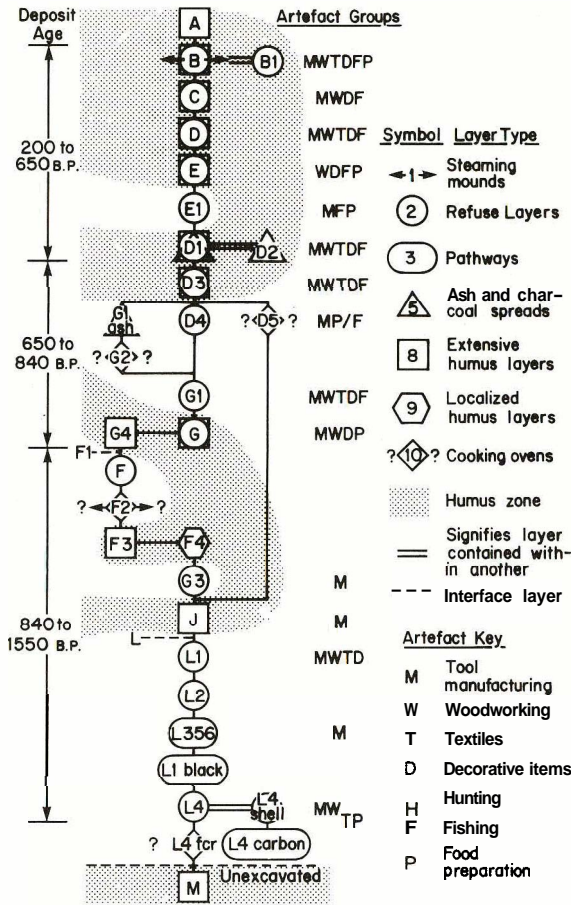 Deposit
Age
Artefact Groups
A
B
B1
MWTDFP
C
MWDF
D
MWTDF
200 to
650 B.P.
E
WDFP
E1
MFP
D1
D2
MWTDF
D3
MWTDF
G1
ash
D4
? D5 ?
MP/F
? G2 ?
650 to
840 B.P.
G1
MWTDF
G4
G
MWDP
F1
F
? F2 ?
F3
F4
G3
M
J
M
840 to
1550 B.P.
L
L1
MWTD
L2
L356
M
L1 black
L4
L4
shell
MW
TP
? L4 fcr
L4 carbon
Unexcavated
M
Symbol Layer Type
1 Steaming
mounds
2 Refuse Layers
3 Pathways
5 Ash and char-
coal spreads
8 Extensive
humus layers
9 Localized
humus layers
? 10 ? Cooking ovens
Humus zone
Signifies layer
contained with-
in another
Interface layer
Artefact Key
M Tool
manufacturing
W Woodworking
T Textiles
D Decorative items
H Hunting
F Fishing
P Food
preparation